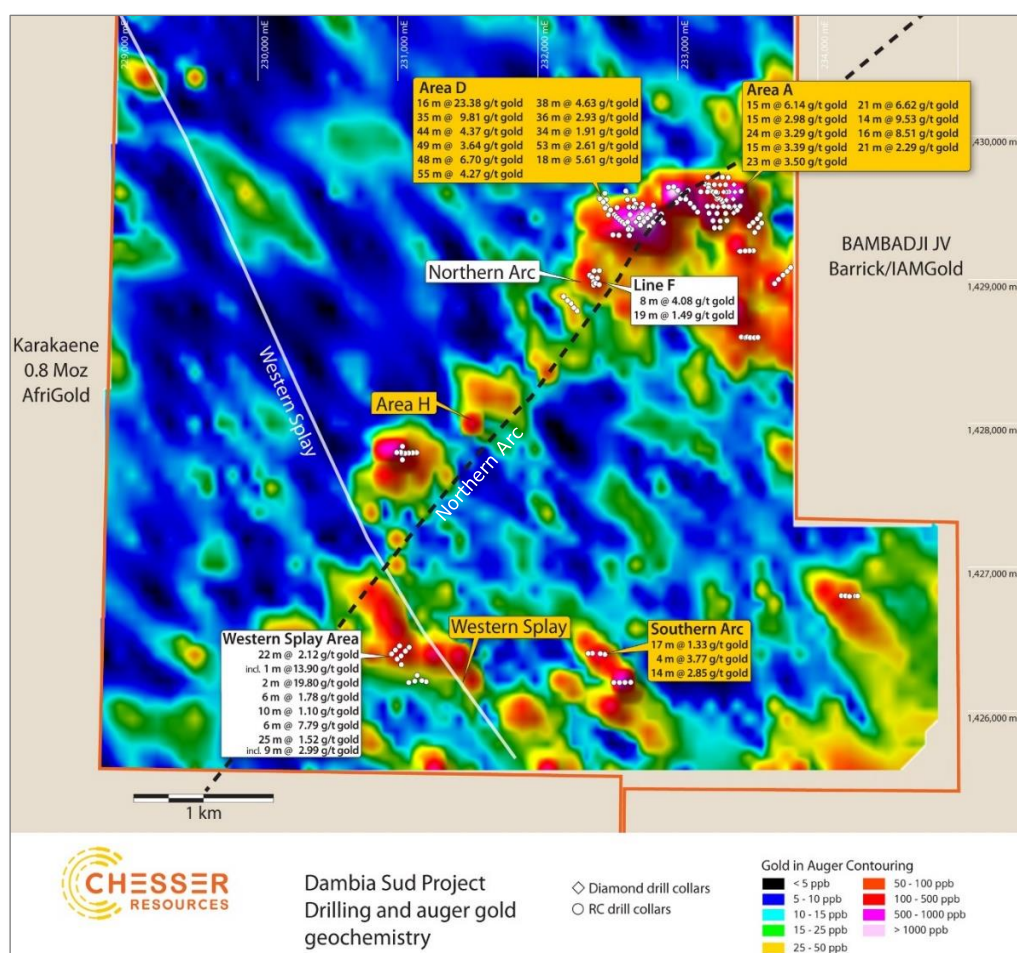 229,000 mE
230,000 mE
231,000 mE
232,000 mE
233,000 mE
234,000 mE
Area D
16 m @ 23.38 g/t gold 38 m @ 4.63 g/t gold
35 m @ 9.81 g/t gold 36 m @ 2.93 g/t gold
44 m @ 4.37 g/t gold 34 m @ 1.91 g/t gold
49 m @ 3.64 g/t gold 53 m @ 2.61 g/t gold
48 m @ 6.70 g/t gold 18 m @ 5.61 g/t gold
55 m @ 4.27 g/t gold
Area A
15 m @ 6.14 g/t gold 21 m @ 6.62 g/t gold
15 m @ 2.98 g/t gold 14 m @ 9.53 g/t gold
24 m @ 3.29 g/t gold 16 m @ 8.51 g/t gold
15 m @ 3.39 g/t gold 21 m @ 2.29 g/t gold
23 m @ 3.50 g/t gold
1,430,000 m
BAMBADJI JV
Barrick/IAMGold
Northern Arc
Line F
8 m @ 4.08 g/t gold
19 m @ 1.49 g/t gold
1,429,000 m
Karakaene
0.8 Moz
AfriGold
Western Splay
Area H
Northern Arc
1,428,000 m
1,427,000 m
Western Splay Area
22 m @ 2.12 g/t gold
incl. 1 m @ 13.90 g/t gold
2 m @ 19.80 g/t gold
6 m @ 1.78 g/t gold
10 m @ 1.10 g/t gold
6 m @ 7.79 g/t gold
25 m @ 1.52 g/t gold
incl. 9 m @ 2.99 g/t gold
Western Splay
Southern Arc
17 m @ 1.33 g/t gold
4 m @ 3.77 g/t gold
14 m @ 2.85 g/t gold
1,426,000 m
1 km
CHESSER
RESOURCES
Dambia Sud Project
Drilling and auger gold
geochemistry
Diamond drill collars
RC drill collars
Gold in Auger Contouring
< 5 ppb
5 - 10 ppb
10 - 15 ppb
15 - 25 ppb
25 - 50 ppb
50 - 100 ppb
100 - 500 ppb
500 - 1000 ppb
> 1000 ppb